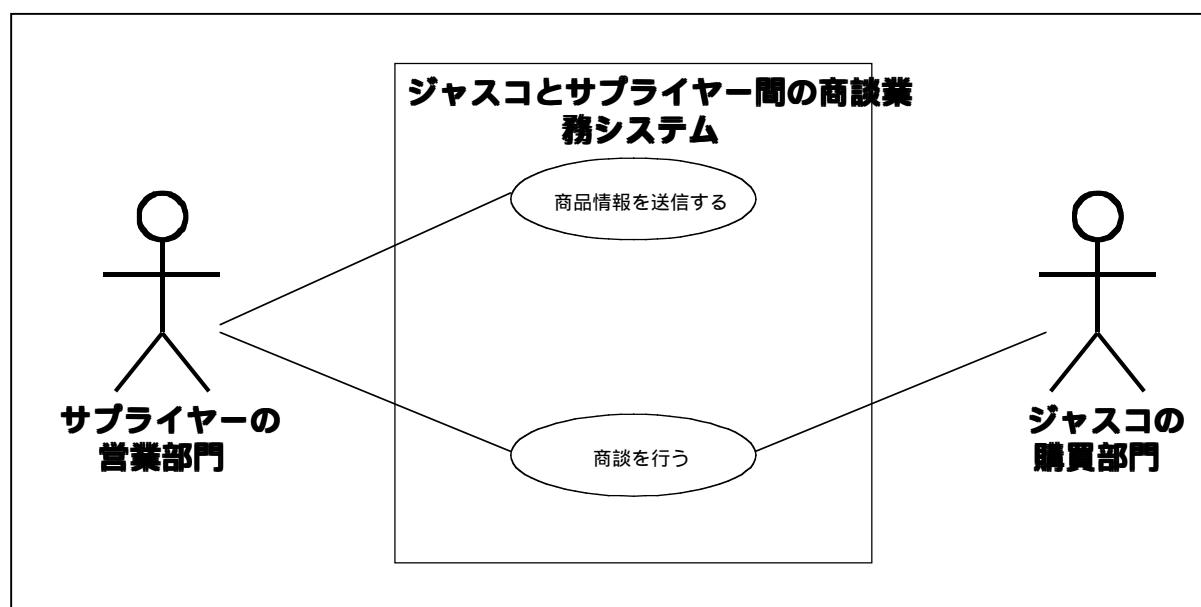 ジャスコとサプライヤー間の商談業
務システム
商品情報を送信する
サプライヤーの
営業部門
商談を行う
ジャスコの
購買部門